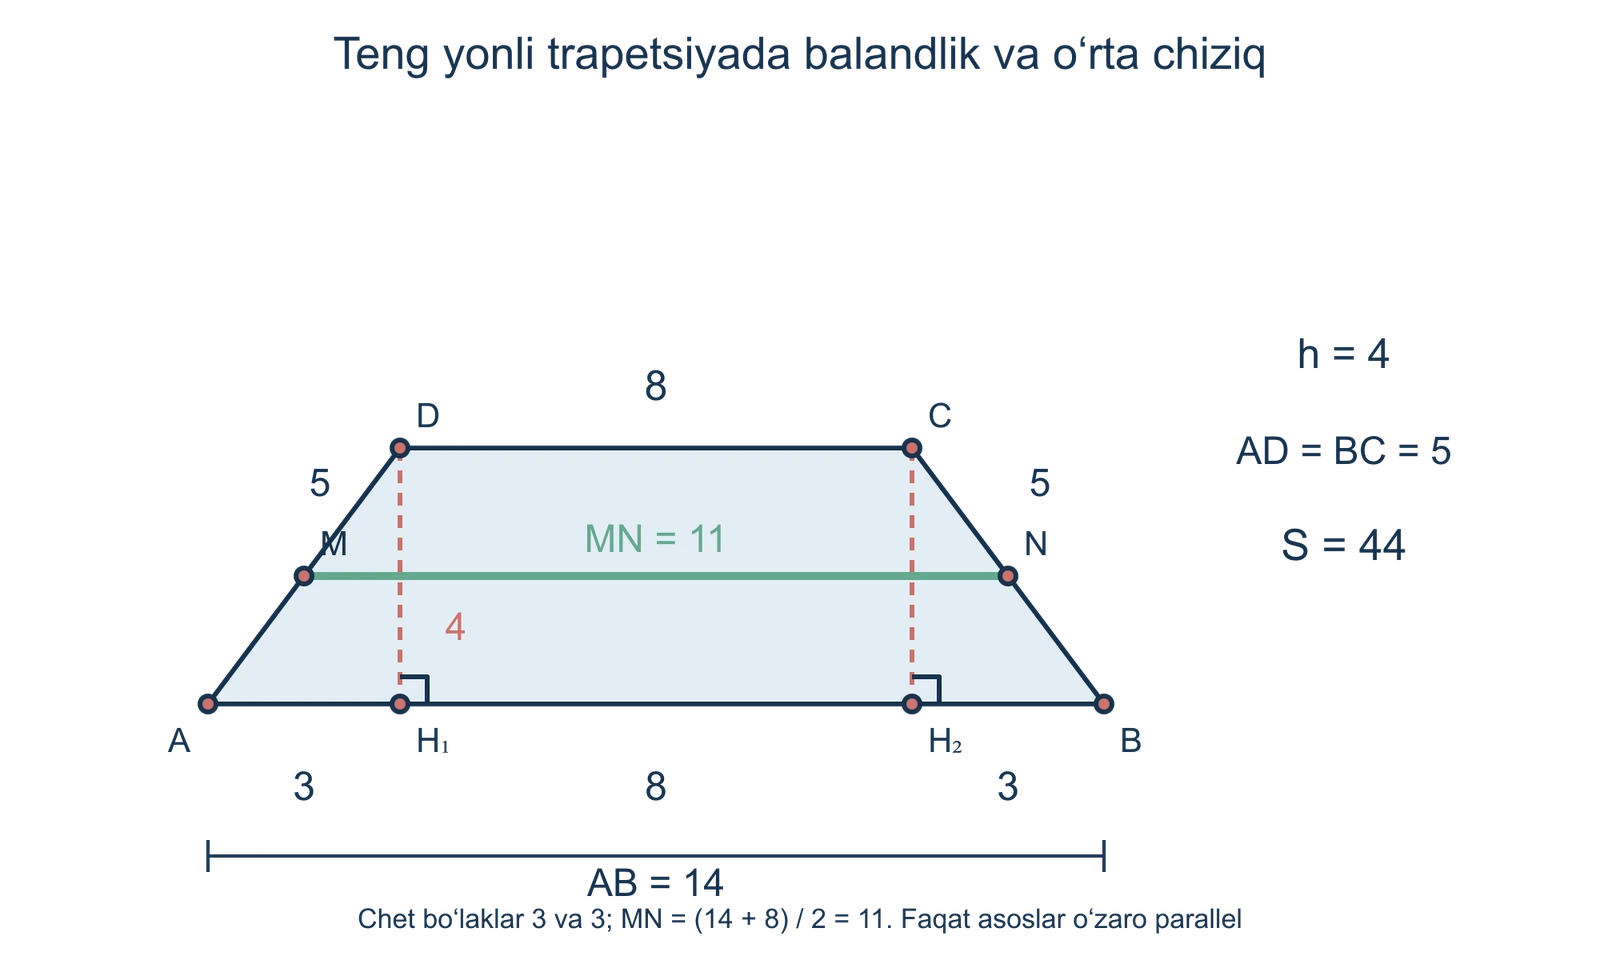 Teng yonli trapetsiyada balandlik va o‘rta chiziq
8
D
C
h = 4
5
5
AD = BC = 5
M
MN = 11
N
S = 44
4
A
H₁
H₂
B
3
8
3
AB = 14
Chet bo‘laklar 3 va 3; MN = (14 + 8) / 2 = 11. Faqat asoslar o‘zaro parallel